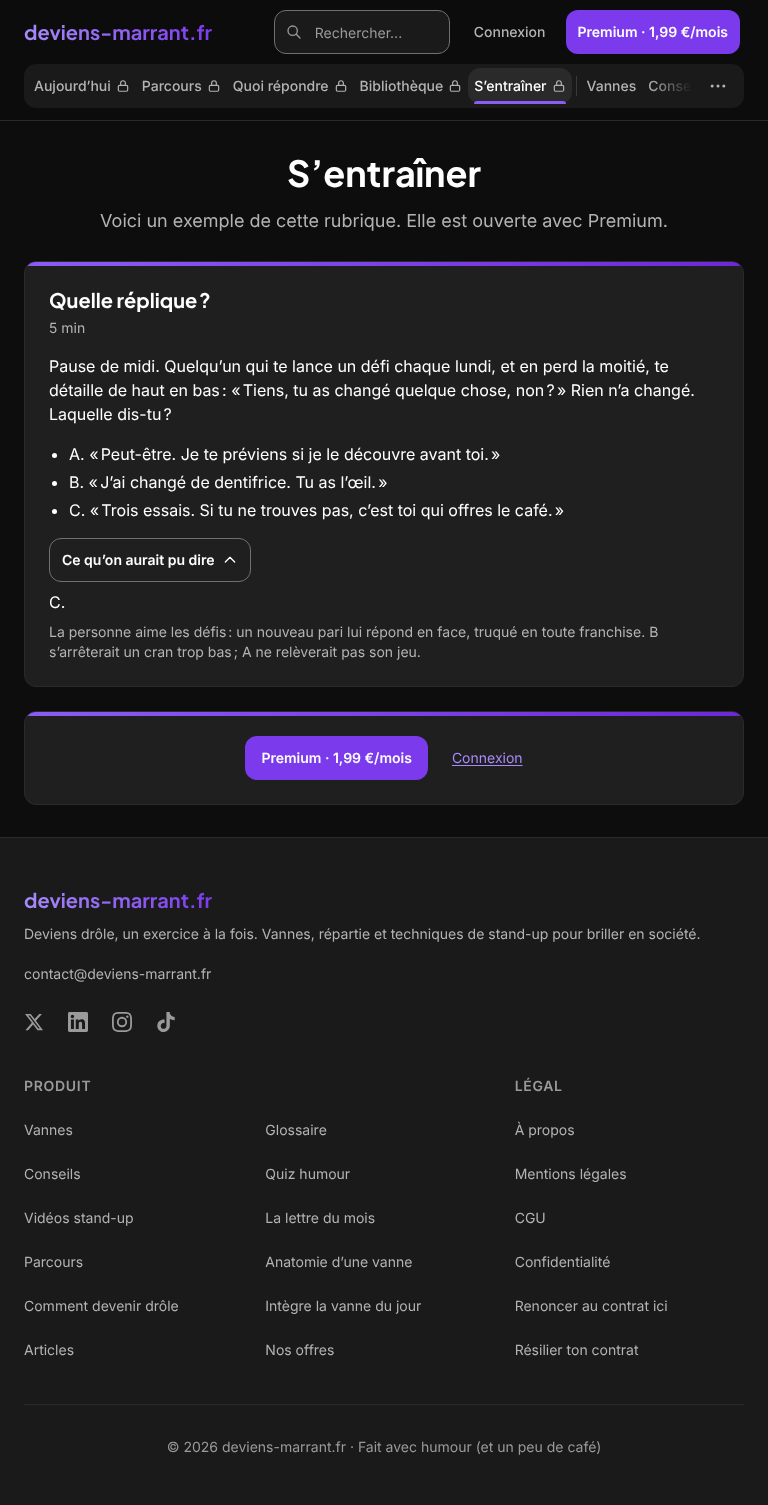 deviens-marrant.fr
Rechercher...
Connexion
Premium · 1,99 €/mois
Aujourd’hui
Parcours
Quoi répondre
Bibliothèque
S’entraîner
Vannes
Conse
S’entraîner
Voici un exemple de cette rubrique. Elle est ouverte avec Premium.
Quelle réplique ?
5 min
Pause de midi. Quelqu’un qui te lance un défi chaque lundi, et en perd la moitié, te
détaille de haut en bas : « Tiens, tu as changé quelque chose, non ? » Rien n’a changé.
Laquelle dis-tu ?
• A. « Peut-être. Je te préviens si je le découvre avant toi. »
• B. « J’ai changé de dentifrice. Tu as l’œil. »
• C. « Trois essais. Si tu ne trouves pas, c’est toi qui offres le café. »
Ce qu’on aurait pu dire
C.
La personne aime les défis : un nouveau pari lui répond en face, truqué en toute franchise. B
s’arrêterait un cran trop bas ; A ne relèverait pas son jeu.
Premium · 1,99 €/mois
Connexion
deviens-marrant.fr
Deviens drôle, un exercice à la fois. Vannes, répartie et techniques de stand-up pour briller en société.
contact@deviens-marrant.fr
PRODUIT
Vannes
Conseils
Vidéos stand-up
Parcours
Comment devenir drôle
Articles
Glossaire
Quiz humour
La lettre du mois
Anatomie d’une vanne
Intègre la vanne du jour
Nos offres
LÉGAL
À propos
Mentions légales
CGU
Confidentialité
Renoncer au contrat ici
Résilier ton contrat
© 2026 deviens-marrant.fr · Fait avec humour (et un peu de café)